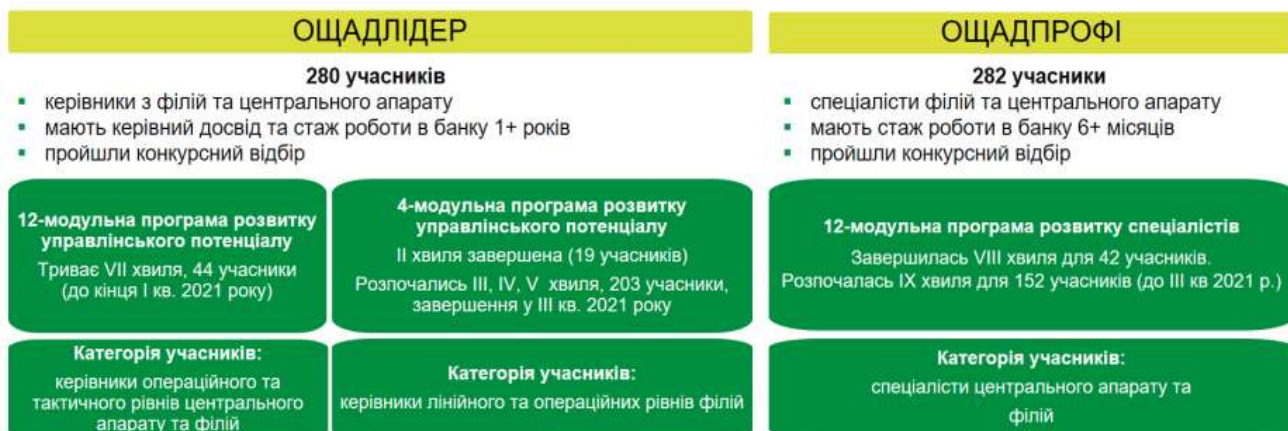 ОЩАДЛІДЕР
280 учасників
керівники з філій та центрального апарату
мають керівний досвід та стаж роботи в банку 1+ років
пройшли конкурсний відбір
12-модульна програма розвитку
управлінського потенціалу
Триває VII хвиля, 44 учасники
(до кінця І кв. 2021 року)
4-модульна програма розвитку
управлінського потенціалу
ІІ хвиля завершена (19 учасників)
Розпочались III, IV, V хвиля, 203 учасники,
завершення у III кв. 2021 року
Категорія учасників:
керівники операційного та
тактичного рівнів центрального
апарату та філій
Категорія учасників:
керівники лінійного та операційних рівнів філій
ОЩАДПРОФІ
282 учасники
спеціалісти філій та центрального апарату
мають стаж роботи в банку 6+ місяців
пройшли конкурсний відбір
12-модульна програма розвитку спеціалістів
Завершилась VIII хвиля для 42 учасників.
Розпочалась IX хвиля для 152 учасників (до III кв 2021 р.)
Категорія учасників:
спеціалісти центрального апарату та
філій